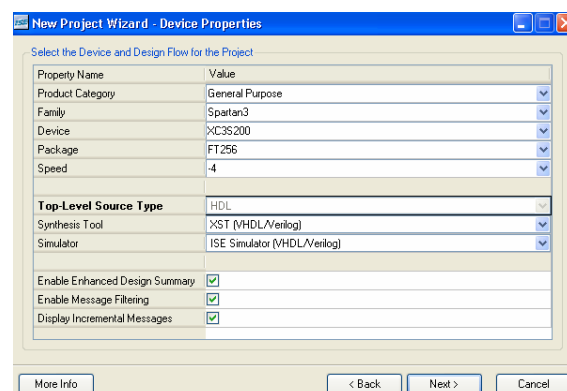 New Project Wizard - Device Properties
Select the Device and Design Flow for the Project
Property Name Value
Product Category General Purpose
Family Spartan3
Device XC3S200
Package FT256
Speed -4
Top-Level Source Type HDL
Synthesis Tool XST (VHDL/Verilog)
Simulator ISE Simulator (VHDL/Verilog)
Enable Enhanced Design Summary
Enable Message Filtering
Display Incremental Messages
More Info < Back Next > Cancel